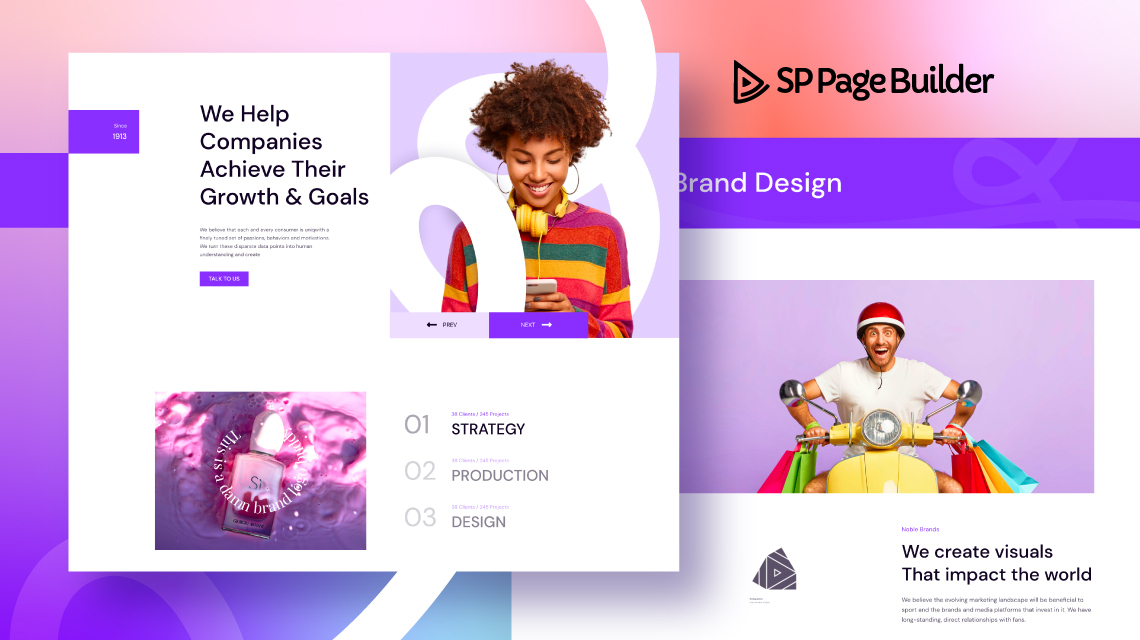 SP Page Builder
Since
1913
We Help
Companies
Achieve Their
Growth & Goals
We believe that each and every consumer is uniquely a
finely tuned set of passions, behaviors and motivations.
We turn these disparate data points into human
understanding and create
TALK TO US
PREV
NEXT
Brand Design
This is a damn brand
Sì
GIORGIO ARMANI
01
38 Clients / 345 Projects
STRATEGY
02
38 Clients / 345 Projects
PRODUCTION
03
38 Clients / 345 Projects
DESIGN
Noble Brands
We create visuals
That impact the world
We believe the evolving marketing landscape will be beneficial to
sport and the brands and media platforms that invest in it. We have
long-standing, direct relationships with fans.